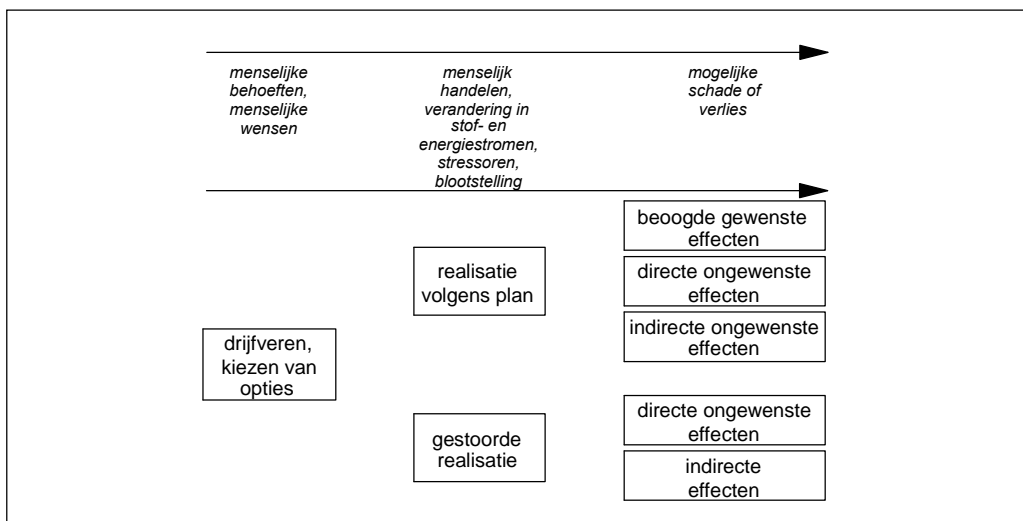 menselijke
behoeften,
menselijke
wensen
menselijk
handelen,
verandering in
stof- en
energiestromen,
stressoren,
blootstelling
mogelijke
schade of
verlies
beoogde gewenste
effecten
realisatie
volgens plan
directe ongewenste
effecten
indirecte ongewenste
effecten
drijfveren,
kiezen van
opties
directe ongewenste
effecten
gestoorde
realisatie
indirecte
effecten